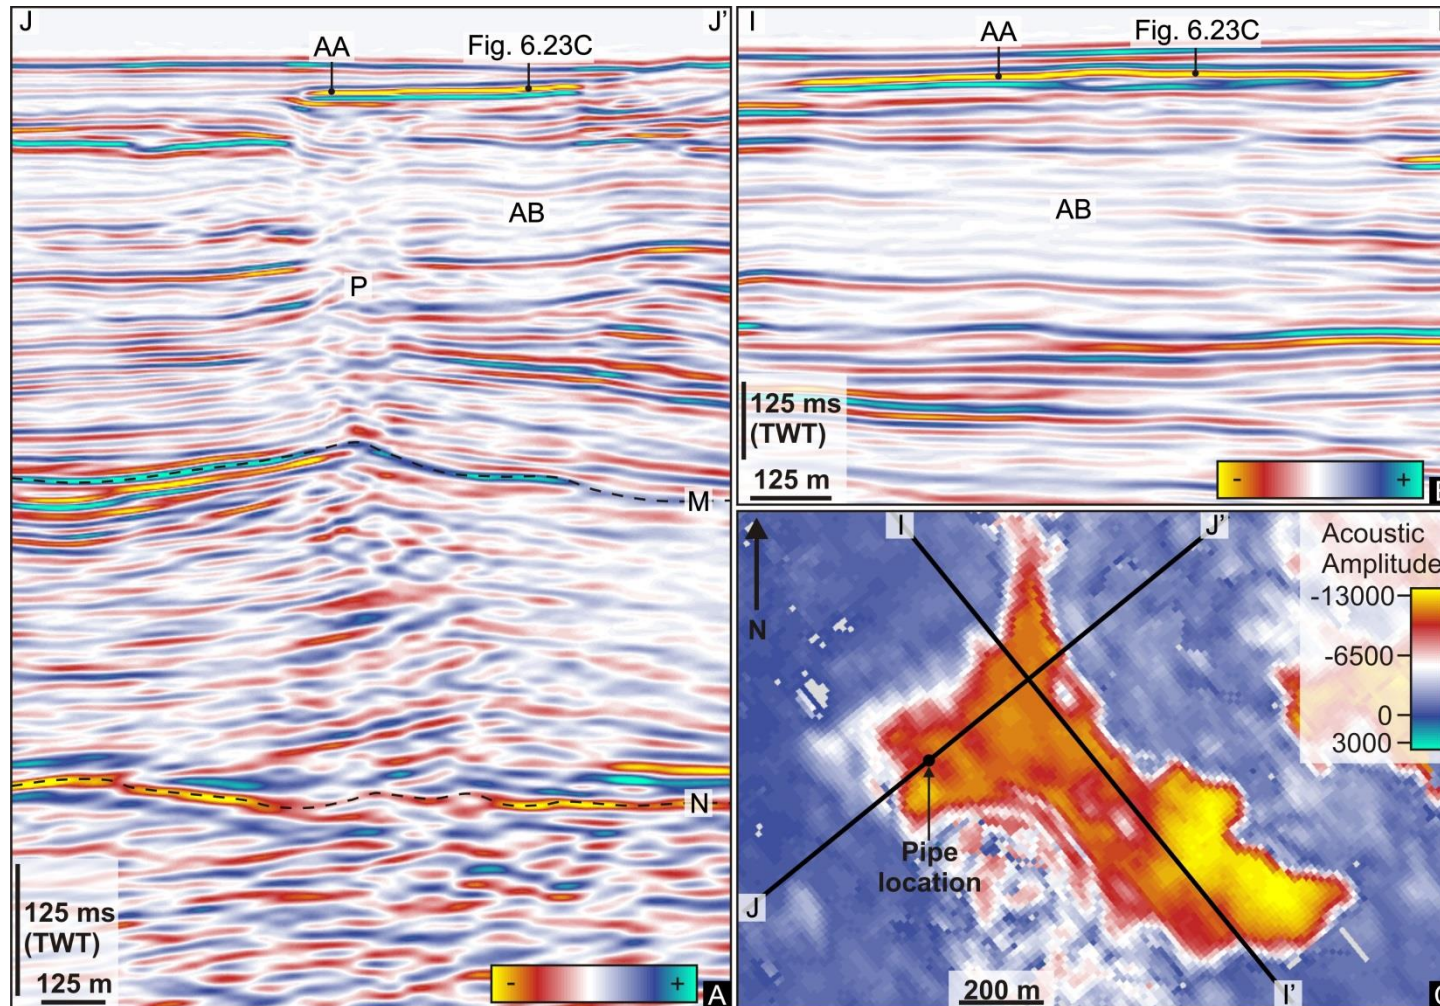 J
J'
AA
Fig. 6.23C
AB
P
M
N
125 ms
(TWT)
125 m
-
+
A
I
AA
Fig. 6.23C
AB
125 ms
(TWT)
125 m
-
+
I
J'
N
Acoustic
Amplitude
-13000
-6500
0
3000
Pipe
location
J
200 m
I'